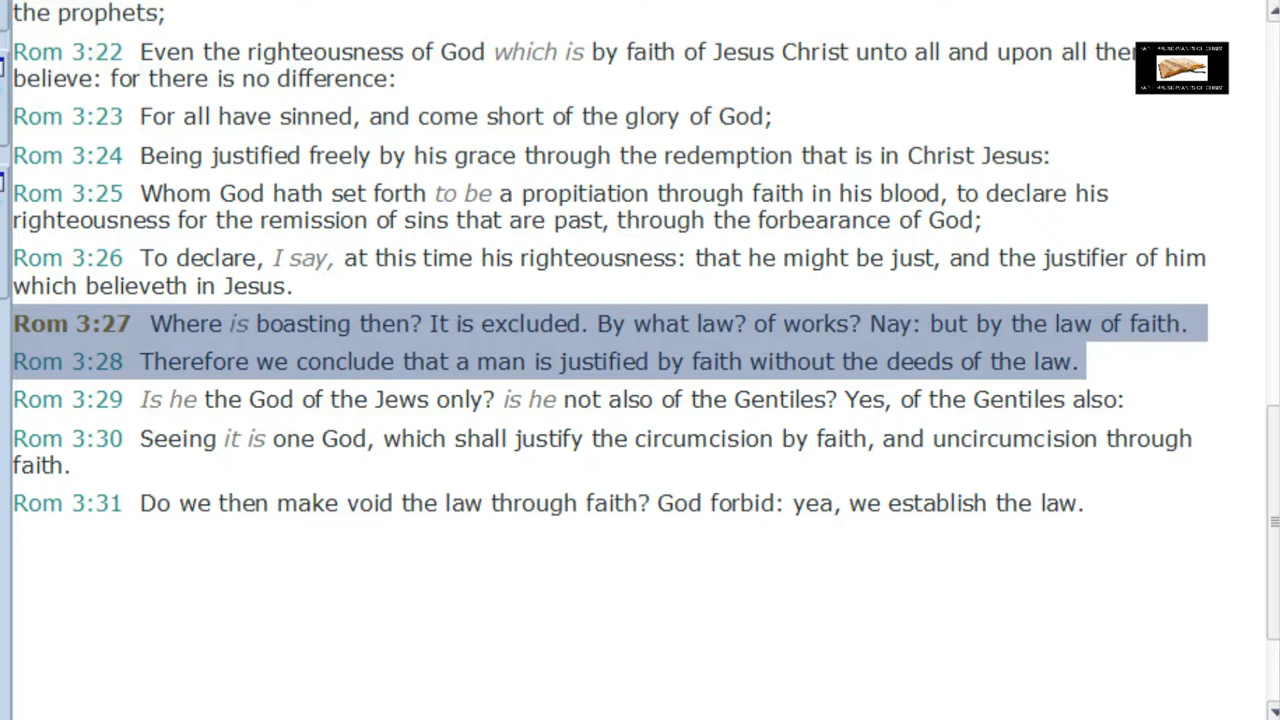 the prophets;
Rom 3:22 Even the righteousness of God which is by faith of Jesus Christ unto all and upon all
believe: for there is no difference:
Rom 3:23 For all have sinned, and come short of the glory of God;
Rom 3:24 Being justified freely by his grace through the redemption that is in Christ Jesus:
Rom 3:25 Whom God hath set forth to be a propitiation through faith in his blood, to declare his
righteousness for the remission of sins that are past, through the forbearance of God;
Rom 3:26 To declare, I say, at this time his righteousness: that he might be just, and the justifier of him
which believeth in Jesus.
Rom 3:27 Where is boasting then? It is excluded. By what law? of works? Nay: but by the law of faith.
Rom 3:28 Therefore we conclude that a man is justified by faith without the deeds of the law.
Rom 3:29 Is he the God of the Jews only? is he not also of the Gentiles? Yes, of the Gentiles also:
Rom 3:30 Seeing it is one God, which shall justify the circumcision by faith, and uncircumcision through
faith.
Rom 3:31 Do we then make void the law through faith? God forbid: yea, we establish the law.